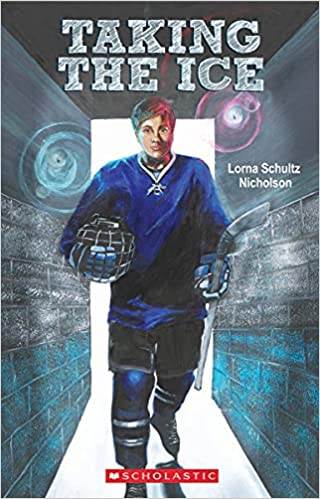 TAKING
THE ICE
Lorna Schultz
Nicholson
SCHOLASTIC